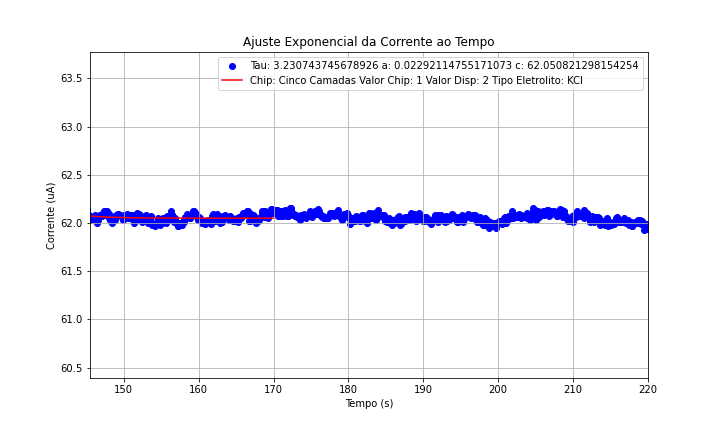 Ajuste Exponencial da Corrente ao Tempo
Tau: 3.230743745678926 a: 0.02292114755171073 c: 62.050821298154254
Chip: Cinco Camadas Valor Chip: 1 Valor Disp: 2 Tipo Eletrolito: KCl
63.5
63.0
62.5
62.0
61.5
61.0
60.5
Corrente (uA)
150 160 170 180 190 200 210 220
Tempo (s)